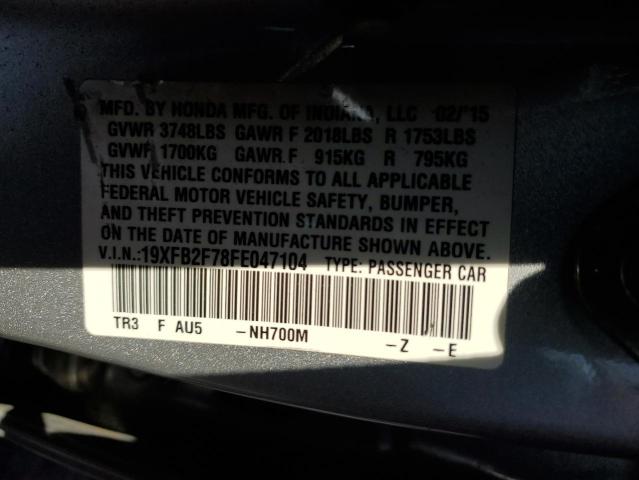 MFD. BY HONDA MFG. OF INDIANA, LLC 02/'15
GVWR 3748LBS GAWR F 2018LBS R 1753LBS
GVWR 1700KG GAWR F 915KG R 795KG
THIS VEHICLE CONFORMS TO ALL APPLICABLE
FEDERAL MOTOR VEHICLE SAFETY, BUMPER,
AND THEFT PREVENTION STANDARDS IN EFFECT
ON THE DATE OF MANUFACTURE SHOWN ABOVE.
V.I.N.:19XFB2F78FE047104 TYPE: PASSENGER CAR
TR3 F AU5 -NH700M -Z -E